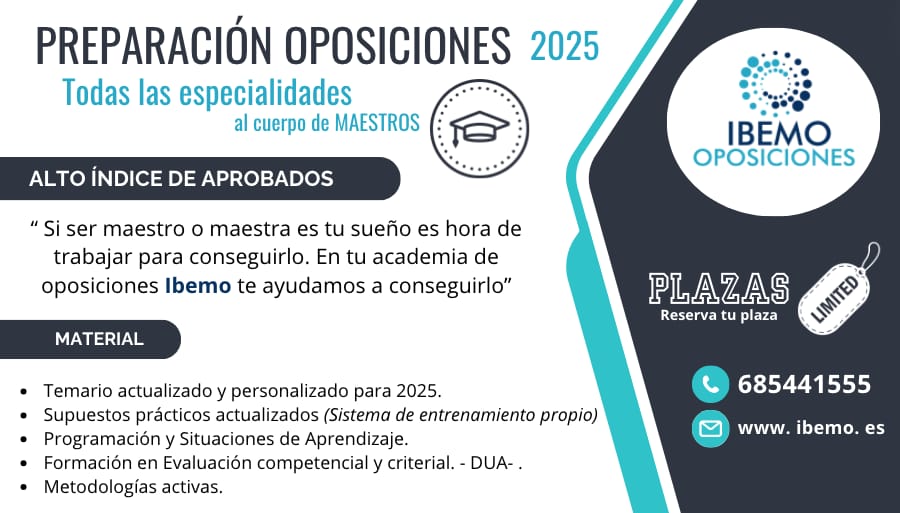 PREPARACIÓN OPOSICIONES 2025
Todas las especialidades
al cuerpo de MAESTROS
ALTO ÍNDICE DE APROBADOS
“ Si ser maestro o maestra es tu sueño es hora de
trabajar para conseguirlo. En tu academia de
oposiciones Ibemo te ayudamos a conseguirlo”
MATERIAL
• Temario actualizado y personalizado para 2025.
• Supuestos prácticos actualizados (Sistema de entrenamiento propio)
• Programación y Situaciones de Aprendizaje.
• Formación en Evaluación competencial y criterial. - DUA- .
• Metodologías activas.
IBEMO
OPOSICIONES
PLAZAS
Reserva tu plaza
LIMITED
685441555
www. ibemo. es